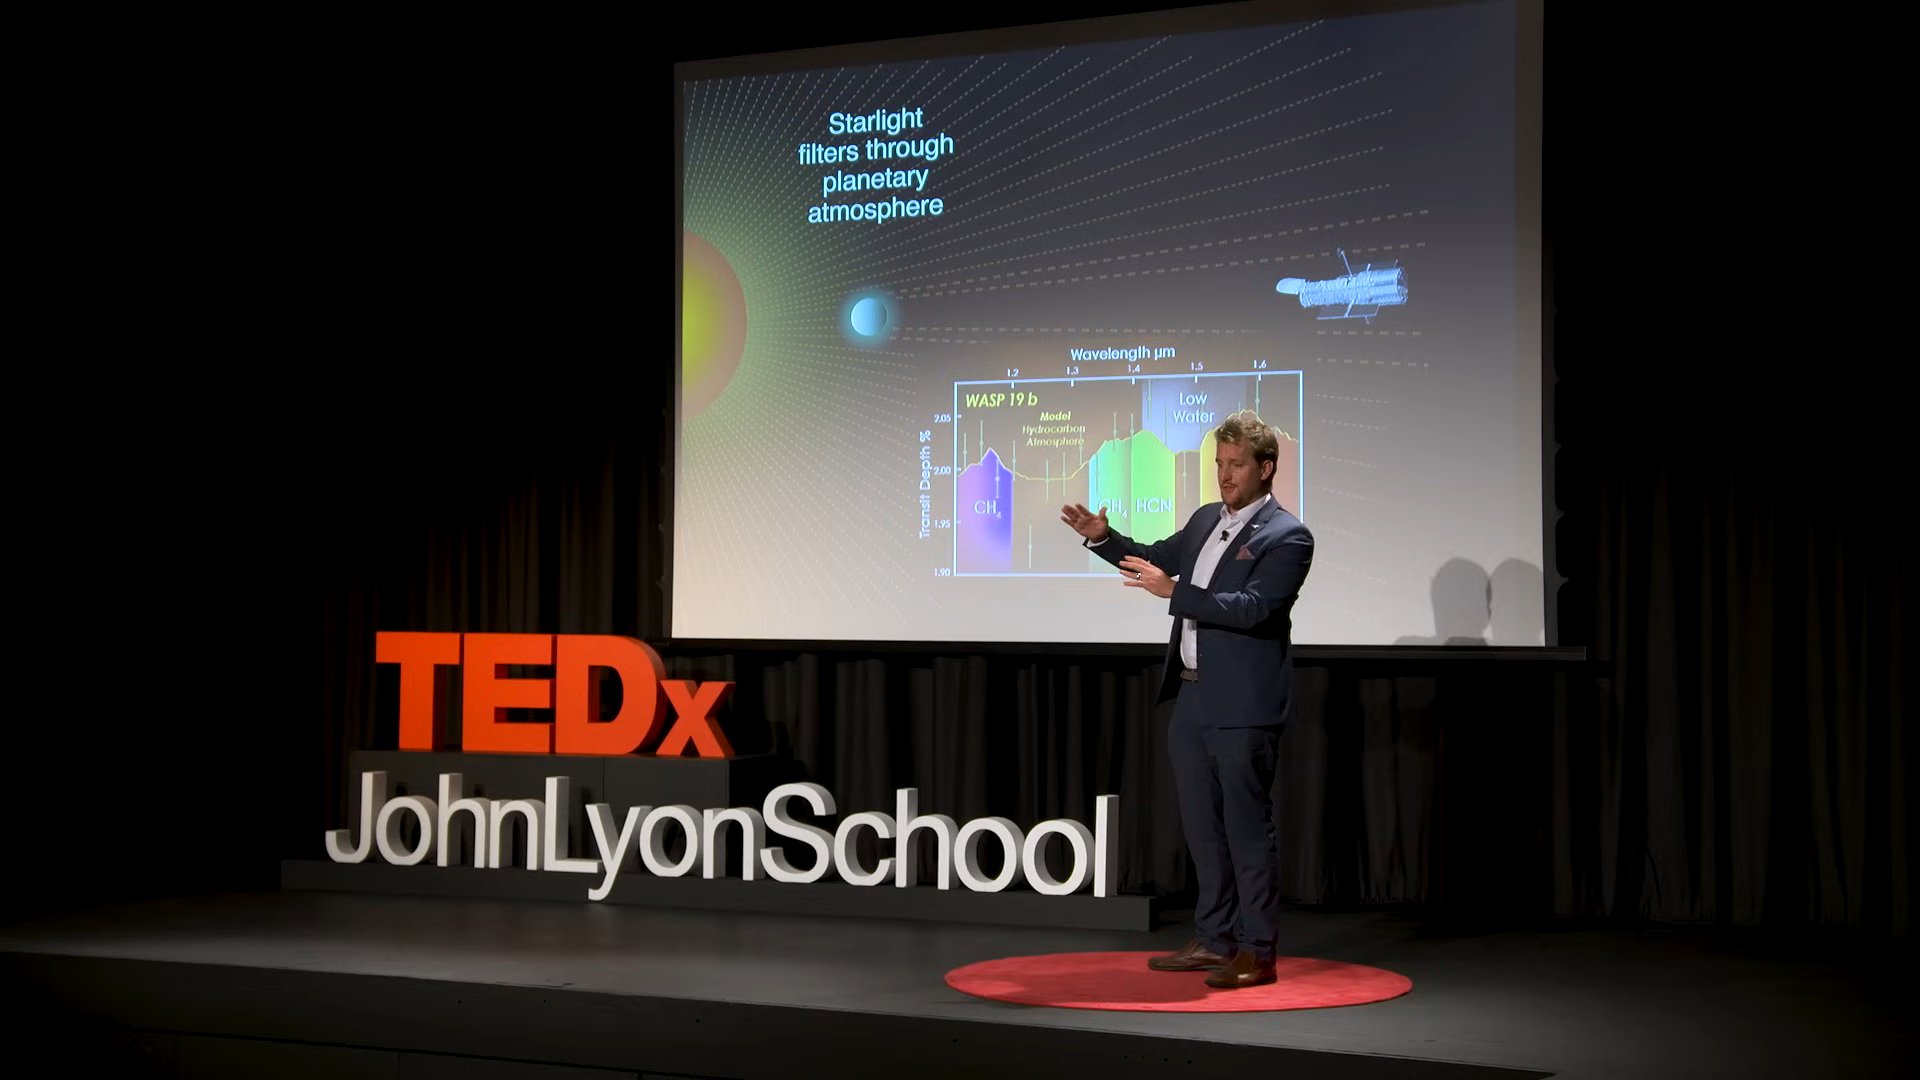 Starlight
filters through
planetary
atmosphere
Wavelength µm
1.2 1.3 1.4 1.5 1.6
WASP 19 b
Model
Hydrocarbon
Atmosphere
Low
Water
Transit Depth %
2.05
2.00
1.95
1.90
CH4
CH4
HCN
TEDx
JohnLyonSchool